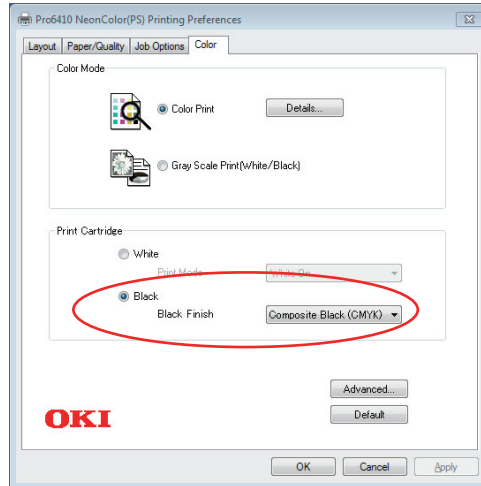 Pro6410 NeonColor(PS) Printing Preferences
Layout Paper/Quality Job Options Color
Color Mode
Color Print Details...
Gray Scale Print(White/Black)
Print Cartridge
White
Print Mode White On
Black
Black Finish Composite Black (CMYK)
Advanced...
OKI Default
OK Cancel Apply